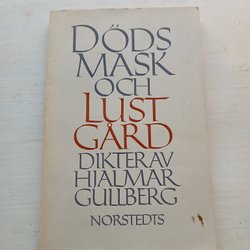 DÖDS
MASK
OCH
LUST
GÅRD
DIKTER AV
HJALMAR
GULLBERG
NORSTEDTS